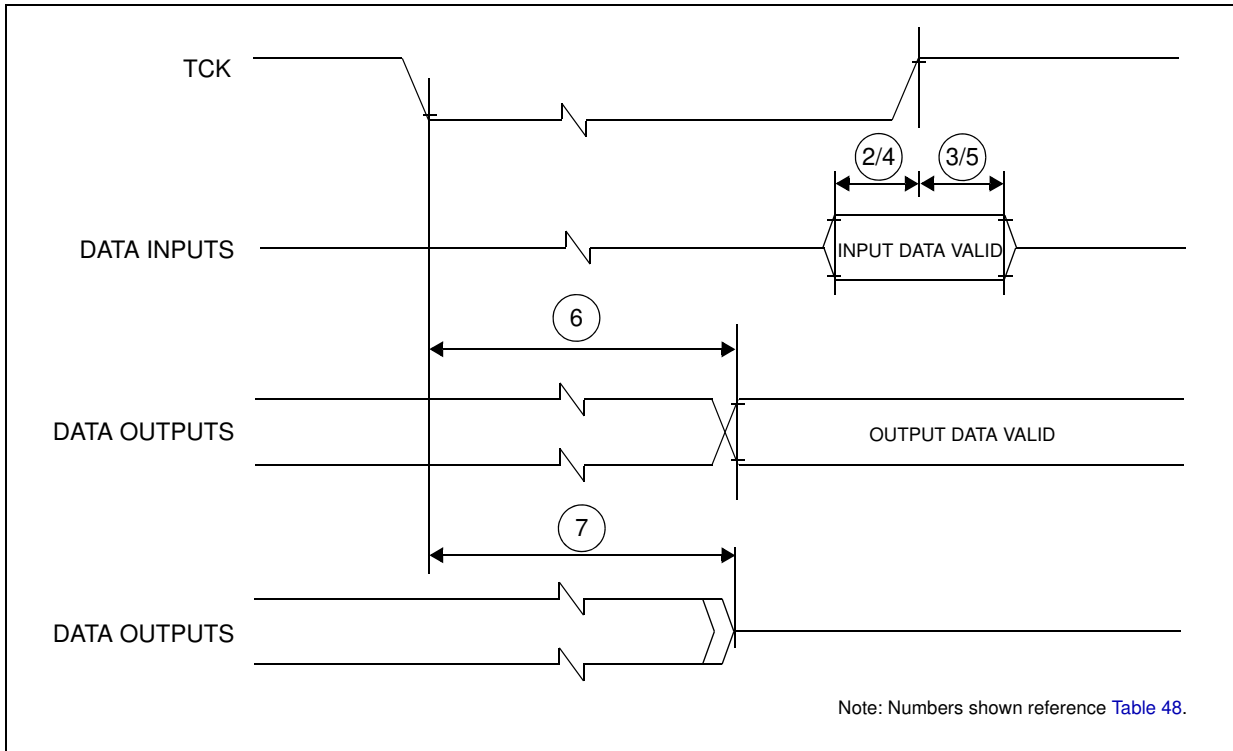 TCK
2/4
3/5
DATA INPUTS
INPUT DATA VALID
6
DATA OUTPUTS
OUTPUT DATA VALID
7
DATA OUTPUTS
Note: Numbers shown reference Table 48.